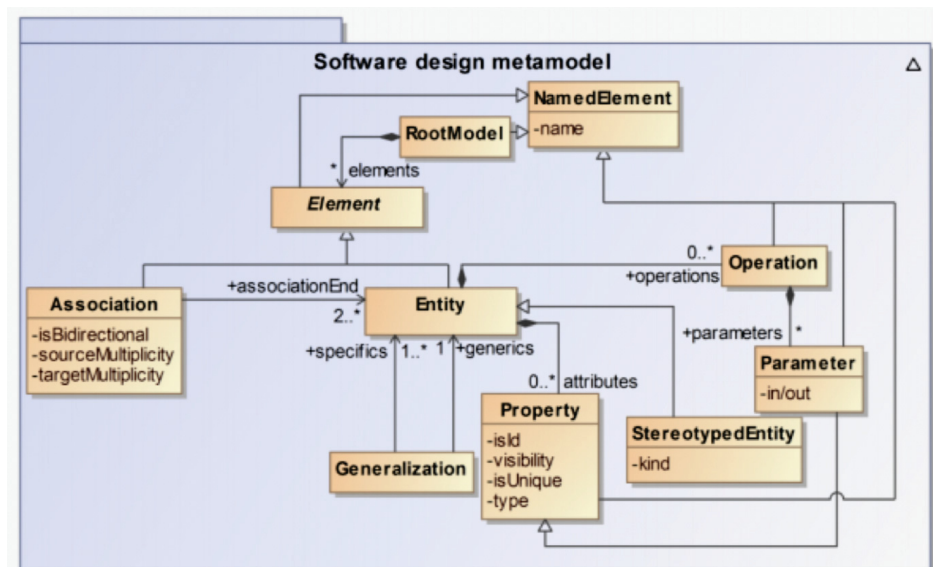 Software design metamodel
NamedElement
-name
RootModel
* elements
Element
0..*
+operations
Operation
Association
-isBidirectional
-sourceMultiplicity
-targetMultiplicity
+associationEnd
2..*
Entity
+specifics 1..* 1 +generics
+parameters *
Parameter
-in/out
0..* attributes
Property
-isId
-visibility
-isUnique
-type
StereotypedEntity
-kind
Generalization